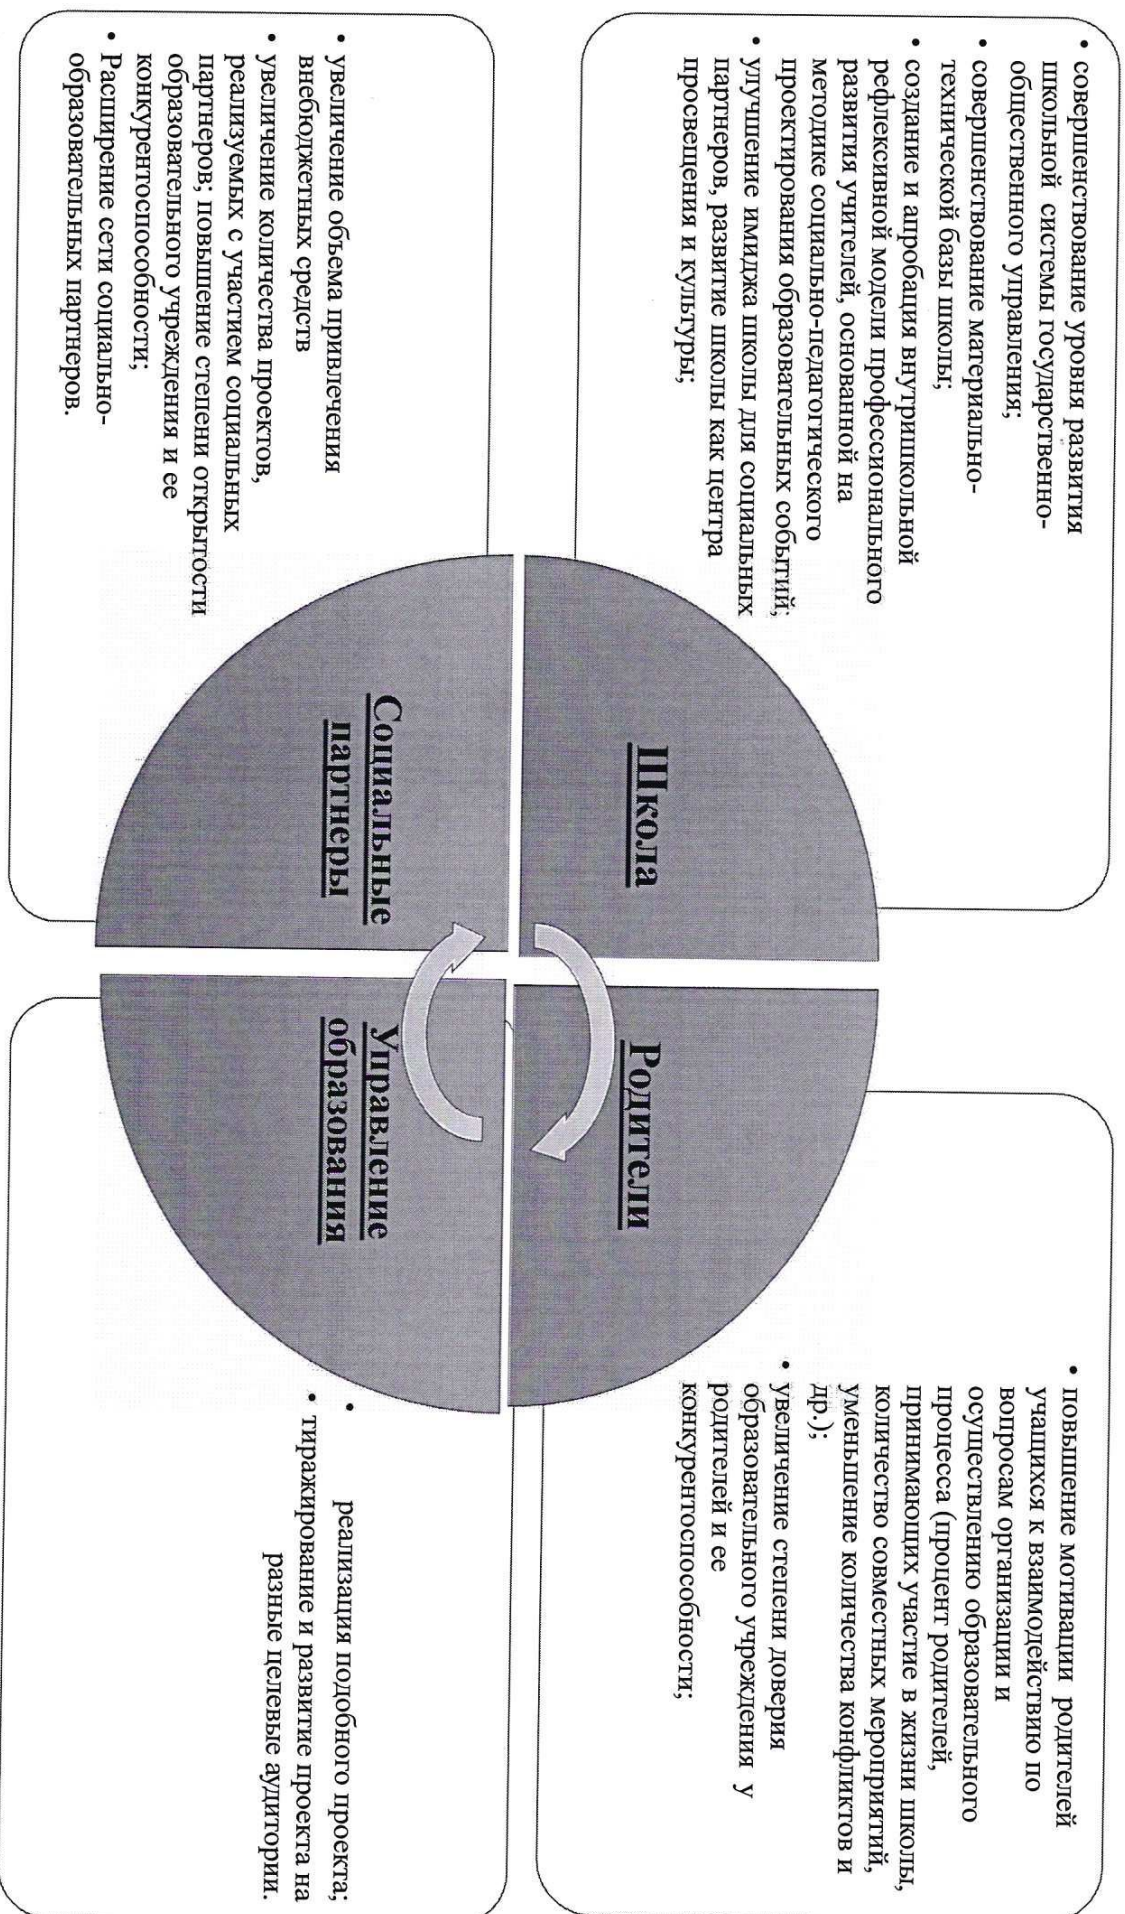 • совершенствование уровня развития
школьной системы государственно-
общественного управления;
• совершенствование материально-
технической базы школы;
• создание и апробация внутришкольной
рефлексивной модели профессионального
развития учителей, основанной на
методике социально-педагогического
проектирования образовательных событий;
• улучшение имиджа школы для социальных
партнеров, развитие школы как центра
просвещения и культуры;
Школа
• повышение мотивации родителей
учащихся к взаимодействию по
вопросам организации и
осуществлению образовательного
процесса (процент родителей,
принимающих участие в жизни школы,
количество совместных мероприятий,
уменьшение количества конфликтов и
др.);
• увеличение степени доверия
образовательного учреждения у
родителей и ее
конкурентоспособности;
Родители
• увеличение объема привлечения
внебюджетных средств
• увеличение количества проектов,
реализуемых с участием социальных
партнеров; повышение степени открытости
образовательного учреждения и ее
конкурентоспособности;
• Расширение сети социально-
образовательных партнеров.
Социальные
партнеры
Управление
образования
• реализация подобного проекта;
• тиражирование и развитие проекта на
разные целевые аудитории.